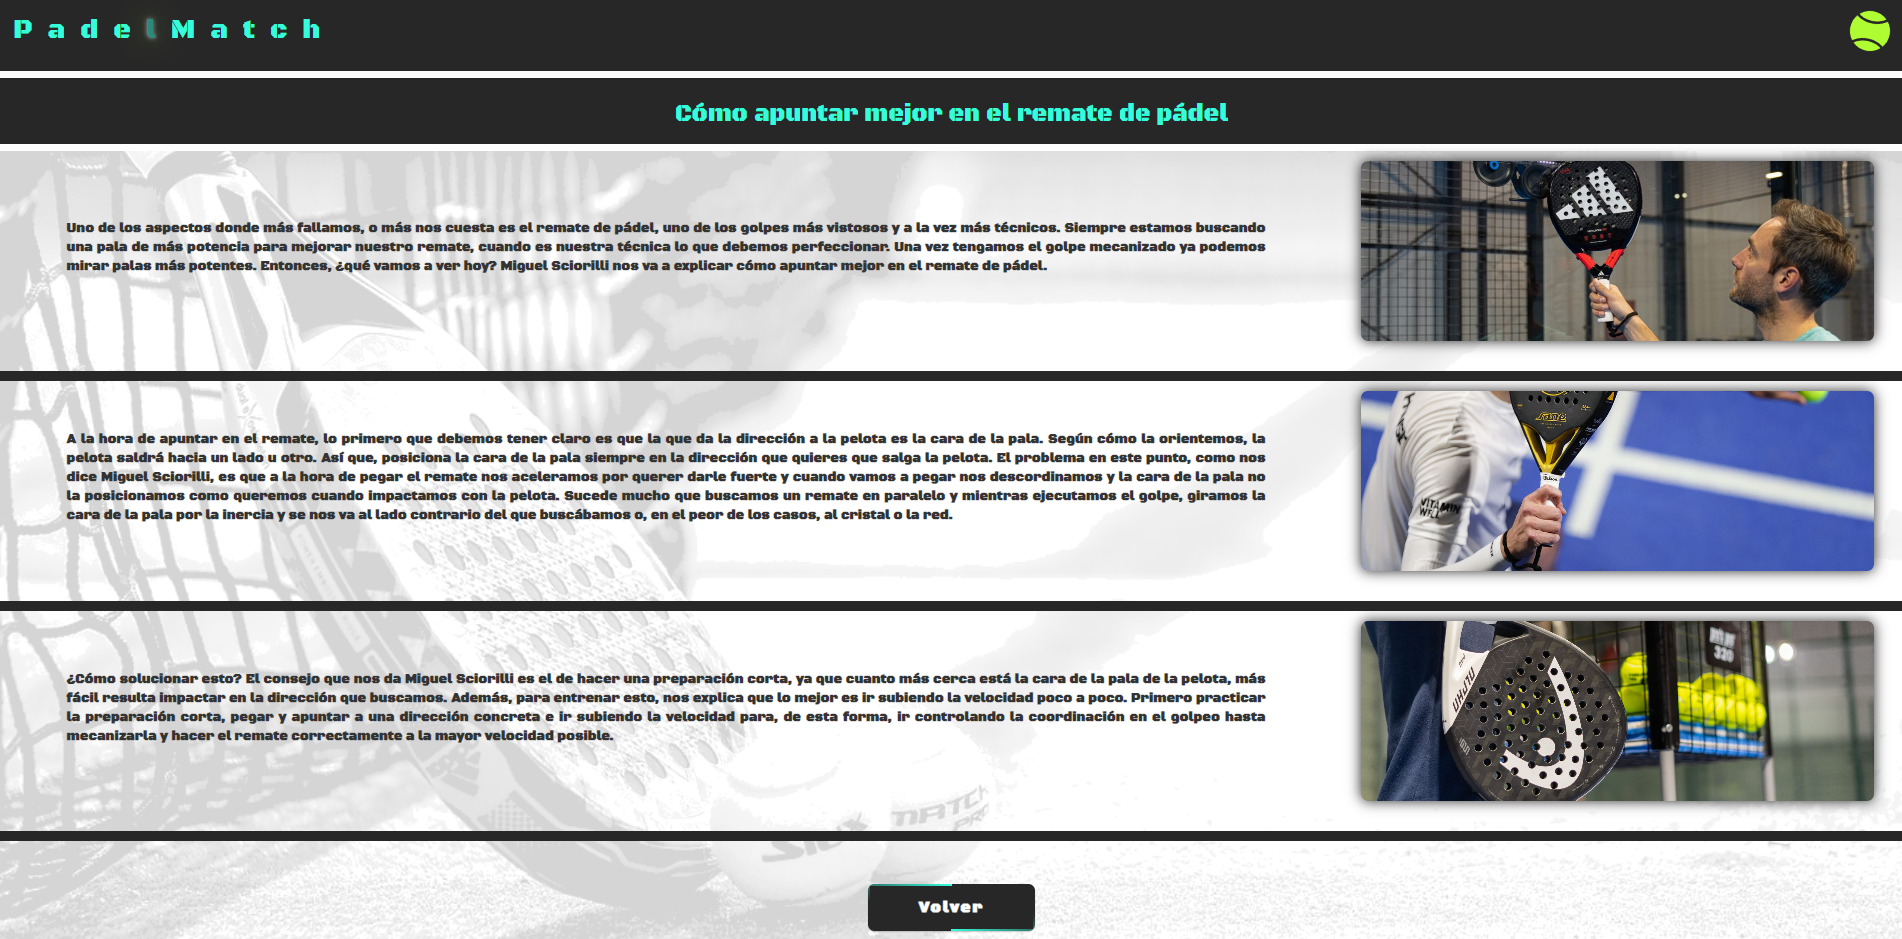 PadelMatch
Cómo apuntar mejor en el remate de pádel
Uno de los aspectos donde más fallamos, o más nos cuesta es el remate de pádel, uno de los golpes más vistosos y a la vez más técnicos. Siempre estamos buscando
una pala de más potencia para mejorar nuestro remate, cuando es nuestra técnica lo que debemos perfeccionar. Una vez tengamos el golpe mecanizado ya podemos
mirar palas más potentes. Entonces, ¿qué vamos a ver hoy? Miguel Sciorilli nos va a explicar cómo apuntar mejor en el remate de pádel.
A la hora de apuntar en el remate, lo primero que debemos tener claro es que la que da la dirección a la pelota es la cara de la pala. Según cómo la orientemos, la
pelota saldrá hacia un lado u otro. Así que, posiciona la cara de la pala siempre en la dirección que quieres que salga la pelota. El problema en este punto, como nos
dice Miguel Sciorilli, es que a la hora de pegar el remate nos aceleramos por querer darle fuerte y cuando vamos a pegar nos descordinamos y la cara de la pala no
la posicionamos como queremos cuando impactamos con la pelota. Sucede mucho que buscamos un remate en paralelo y mientras ejecutamos el golpe, giramos la
cara de la pala por la inercia y se nos va al lado contrario del que buscábamos o, en el peor de los casos, al cristal o la red.
VITAMIN
WELL
¿Cómo solucionar esto? El consejo que nos da Miguel Sciorilli es el de hacer una preparación corta, ya que cuanto más cerca está la cara de la pala de la pelota, más
fácil resulta impactar en la dirección que buscamos. Además, para entrenar esto, nos explica que lo mejor es ir subiendo la velocidad poco a poco. Primero practicar
la preparación corta, pegar y apuntar a una dirección concreta e ir subiendo la velocidad para, de esta forma, ir controlando la coordinación en el golpeo hasta
mecanizarla y hacer el remate correctamente a la mayor velocidad posible.
SIUX
MATCH
PRO
Volver